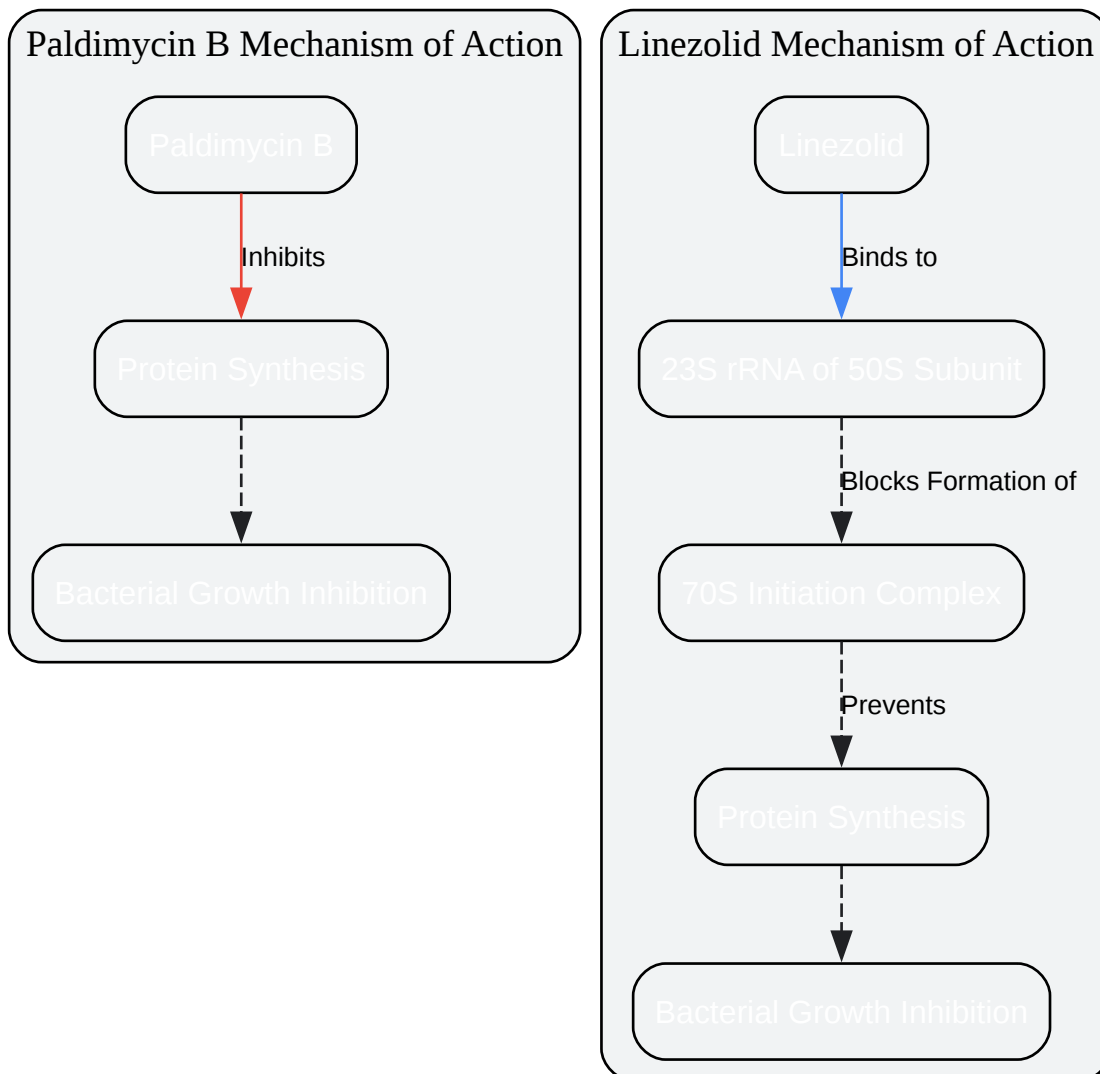 Paldimycin B Mechanism of Action
Paldimycin B
Inhibits
Protein Synthesis
Bacterial Growth Inhibition
Linezolid Mechanism of Action
Linezolid
Binds to
23S rRNA of 50S Subunit
Blocks Formation of
70S Initiation Complex
Prevents
Protein Synthesis
Bacterial Growth Inhibition